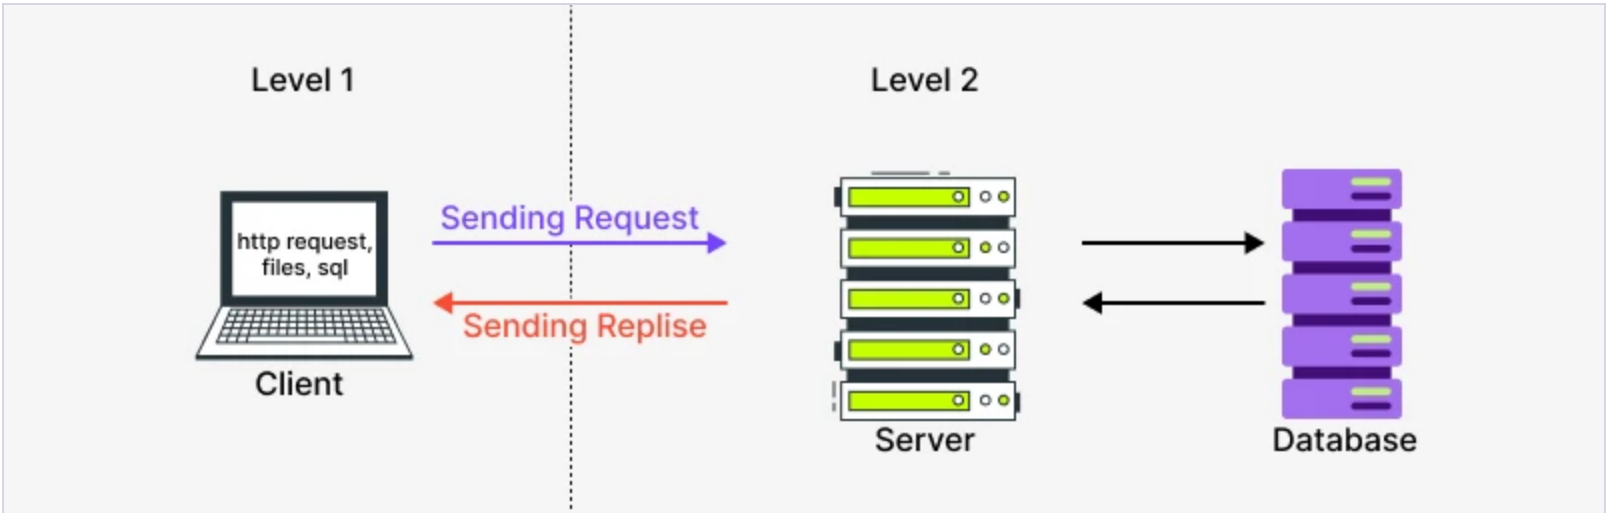 Level 1
Level 2
http request,
files, sql
Sending Request
Sending Replise
Client
Server
Database